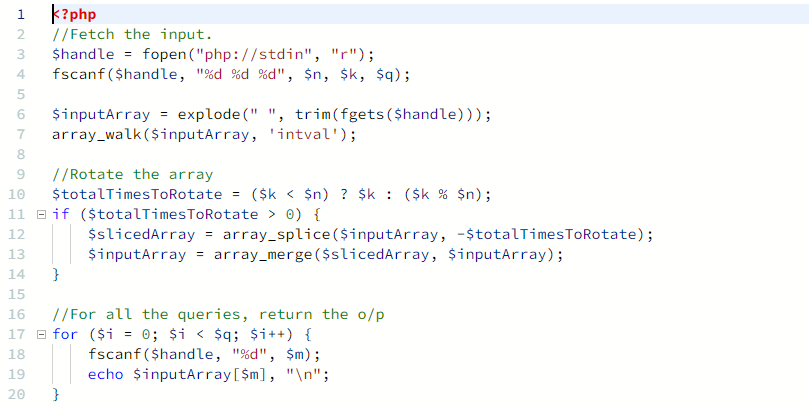 1 <?php
2 //Fetch the input.
3 $handle = fopen("php://stdin", "r");
4 fscanf($handle, "%d %d %d", $n, $k, $q);
5
6 $inputArray = explode(" ", trim(fgets($handle)));
7 array_walk($inputArray, 'intval');
8
9 //Rotate the array
10 $totalTimesToRotate = ($k < $n) ? $k : ($k % $n);
11 if ($totalTimesToRotate > 0) {
12     $slicedArray = array_splice($inputArray, -$totalTimesToRotate);
13     $inputArray = array_merge($slicedArray, $inputArray);
14 }
15
16 //For all the queries, return the o/p
17 for ($i = 0; $i < $q; $i++) {
18     fscanf($handle, "%d", $m);
19     echo $inputArray[$m], "\n";
20 }